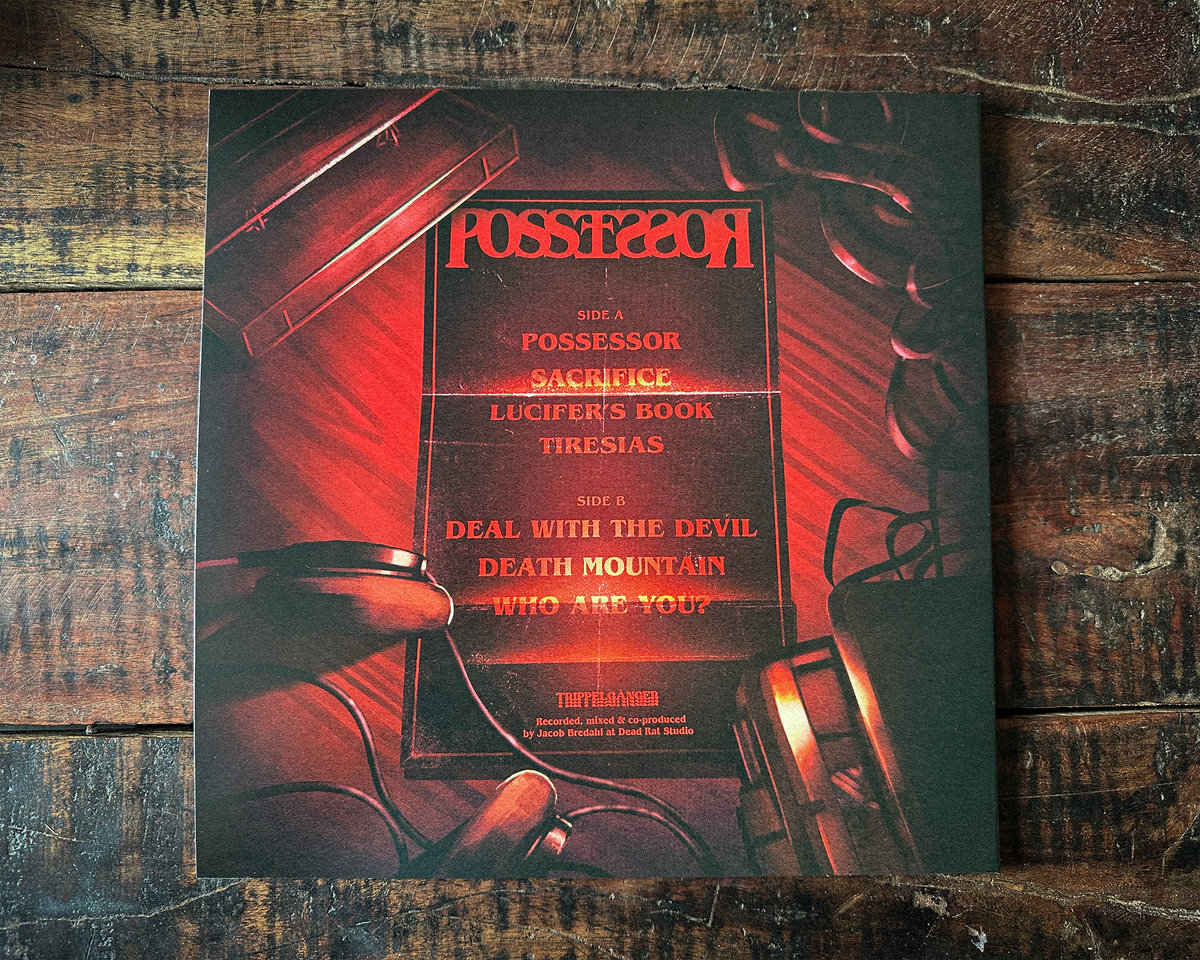 POSSESSOR
SIDE A
POSSESSOR
SACRIFICE
LUCIFER'S BOOK
TIRESIAS
SIDE B
DEAL WITH THE DEVIL
DEATH MOUNTAIN
WHO ARE YOU?
TRIPPELGÄNGER
Recorded, mixed & co-produced
by Jacob Bredahl at Dead Rat Studio